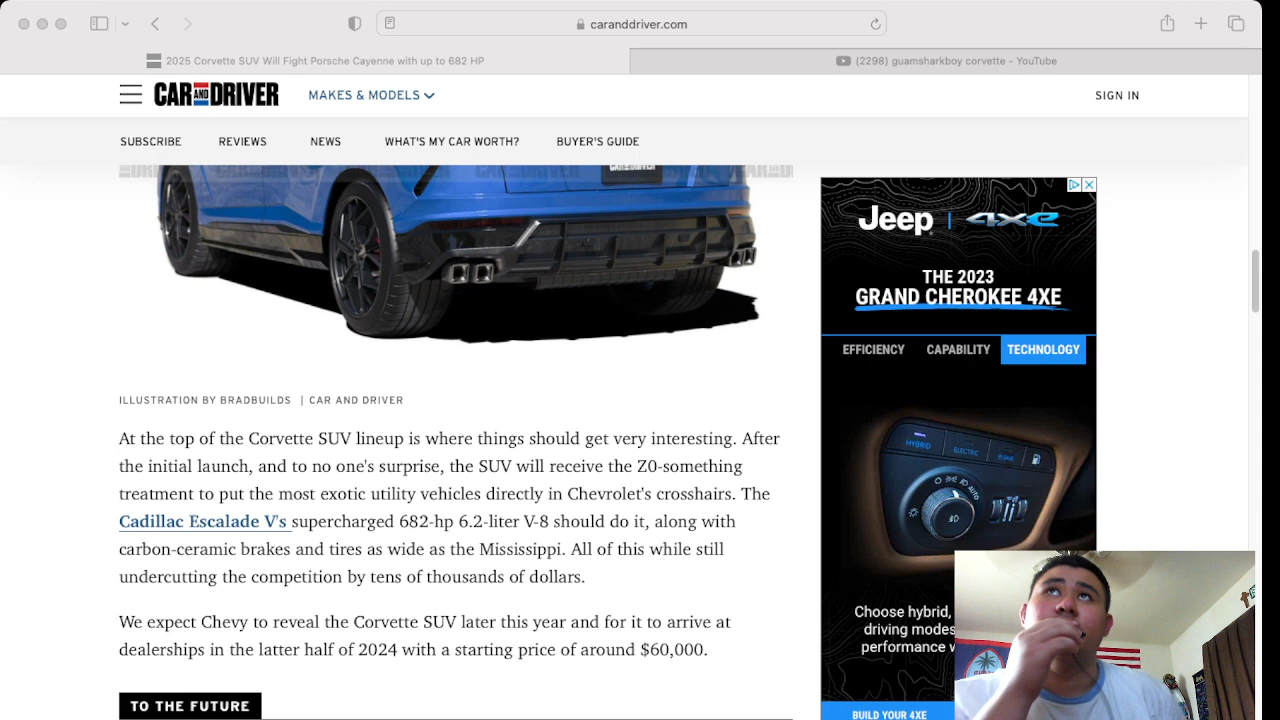 caranddriver.com
2025 Corvette SUV Will Fight Porsche Cayenne with up to 682 HP
(2298) guamsharkboy corvette - YouTube
CAR AND DRIVER
MAKES & MODELS
SIGN IN
SUBSCRIBE
REVIEWS
NEWS
WHAT'S MY CAR WORTH?
BUYER'S GUIDE
ILLUSTRATION BY BRADBUILDS | CAR AND DRIVER
At the top of the Corvette SUV lineup is where things should get very interesting. After
the initial launch, and to no one's surprise, the SUV will receive the Z0-something
treatment to put the most exotic utility vehicles directly in Chevrolet's crosshairs. The
Cadillac Escalade V's supercharged 682-hp 6.2-liter V-8 should do it, along with
carbon-ceramic brakes and tires as wide as the Mississippi. All of this while still
undercutting the competition by tens of thousands of dollars.
We expect Chevy to reveal the Corvette SUV later this year and for it to arrive at
dealerships in the latter half of 2024 with a starting price of around $60,000.
TO THE FUTURE
Jeep | 4xe
THE 2023
GRAND CHEROKEE 4XE
EFFICIENCY
CAPABILITY
TECHNOLOGY
HYBRID
ELECTRIC
AUTO
Choose hybrid,
driving modes
performance
BUILD YOUR 4XE